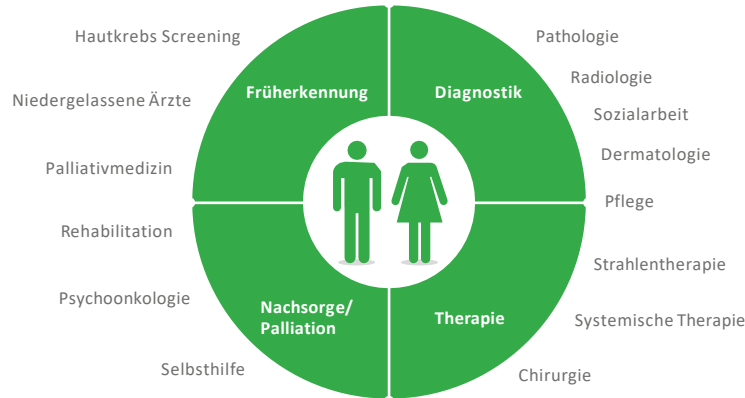 Hautkrebs Screening
Pathologie
Radiologie
Niedergelassene Ärzte
Früherkennung
Diagnostik
Sozialarbeit
Dermatologie
Palliativmedizin
Pflege
Rehabilitation
Strahlentherapie
Psychoonkologie
Nachsorge/
Palliation
Therapie
Systemische Therapie
Selbsthilfe
Chirurgie